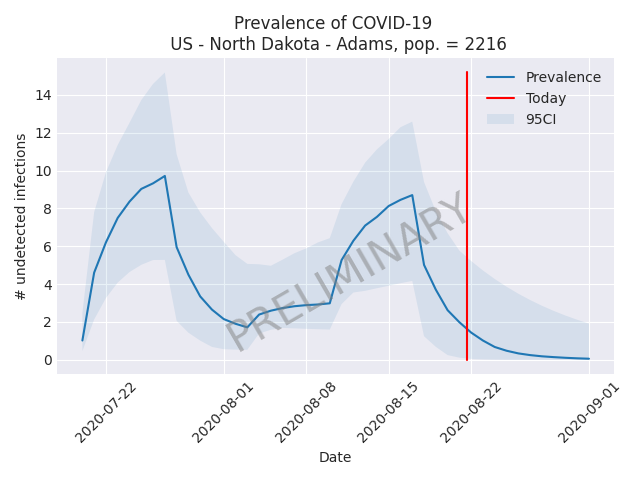 Prevalence of COVID-19
US - North Dakota - Adams, pop. = 2216
Prevalence
Today
95CI
# undetected infections
14
12
10
8
6
4
2
0
PRELIMINARY
2020-07-22
2020-08-01
2020-08-08
2020-08-15
2020-08-22
2020-09-01
Date